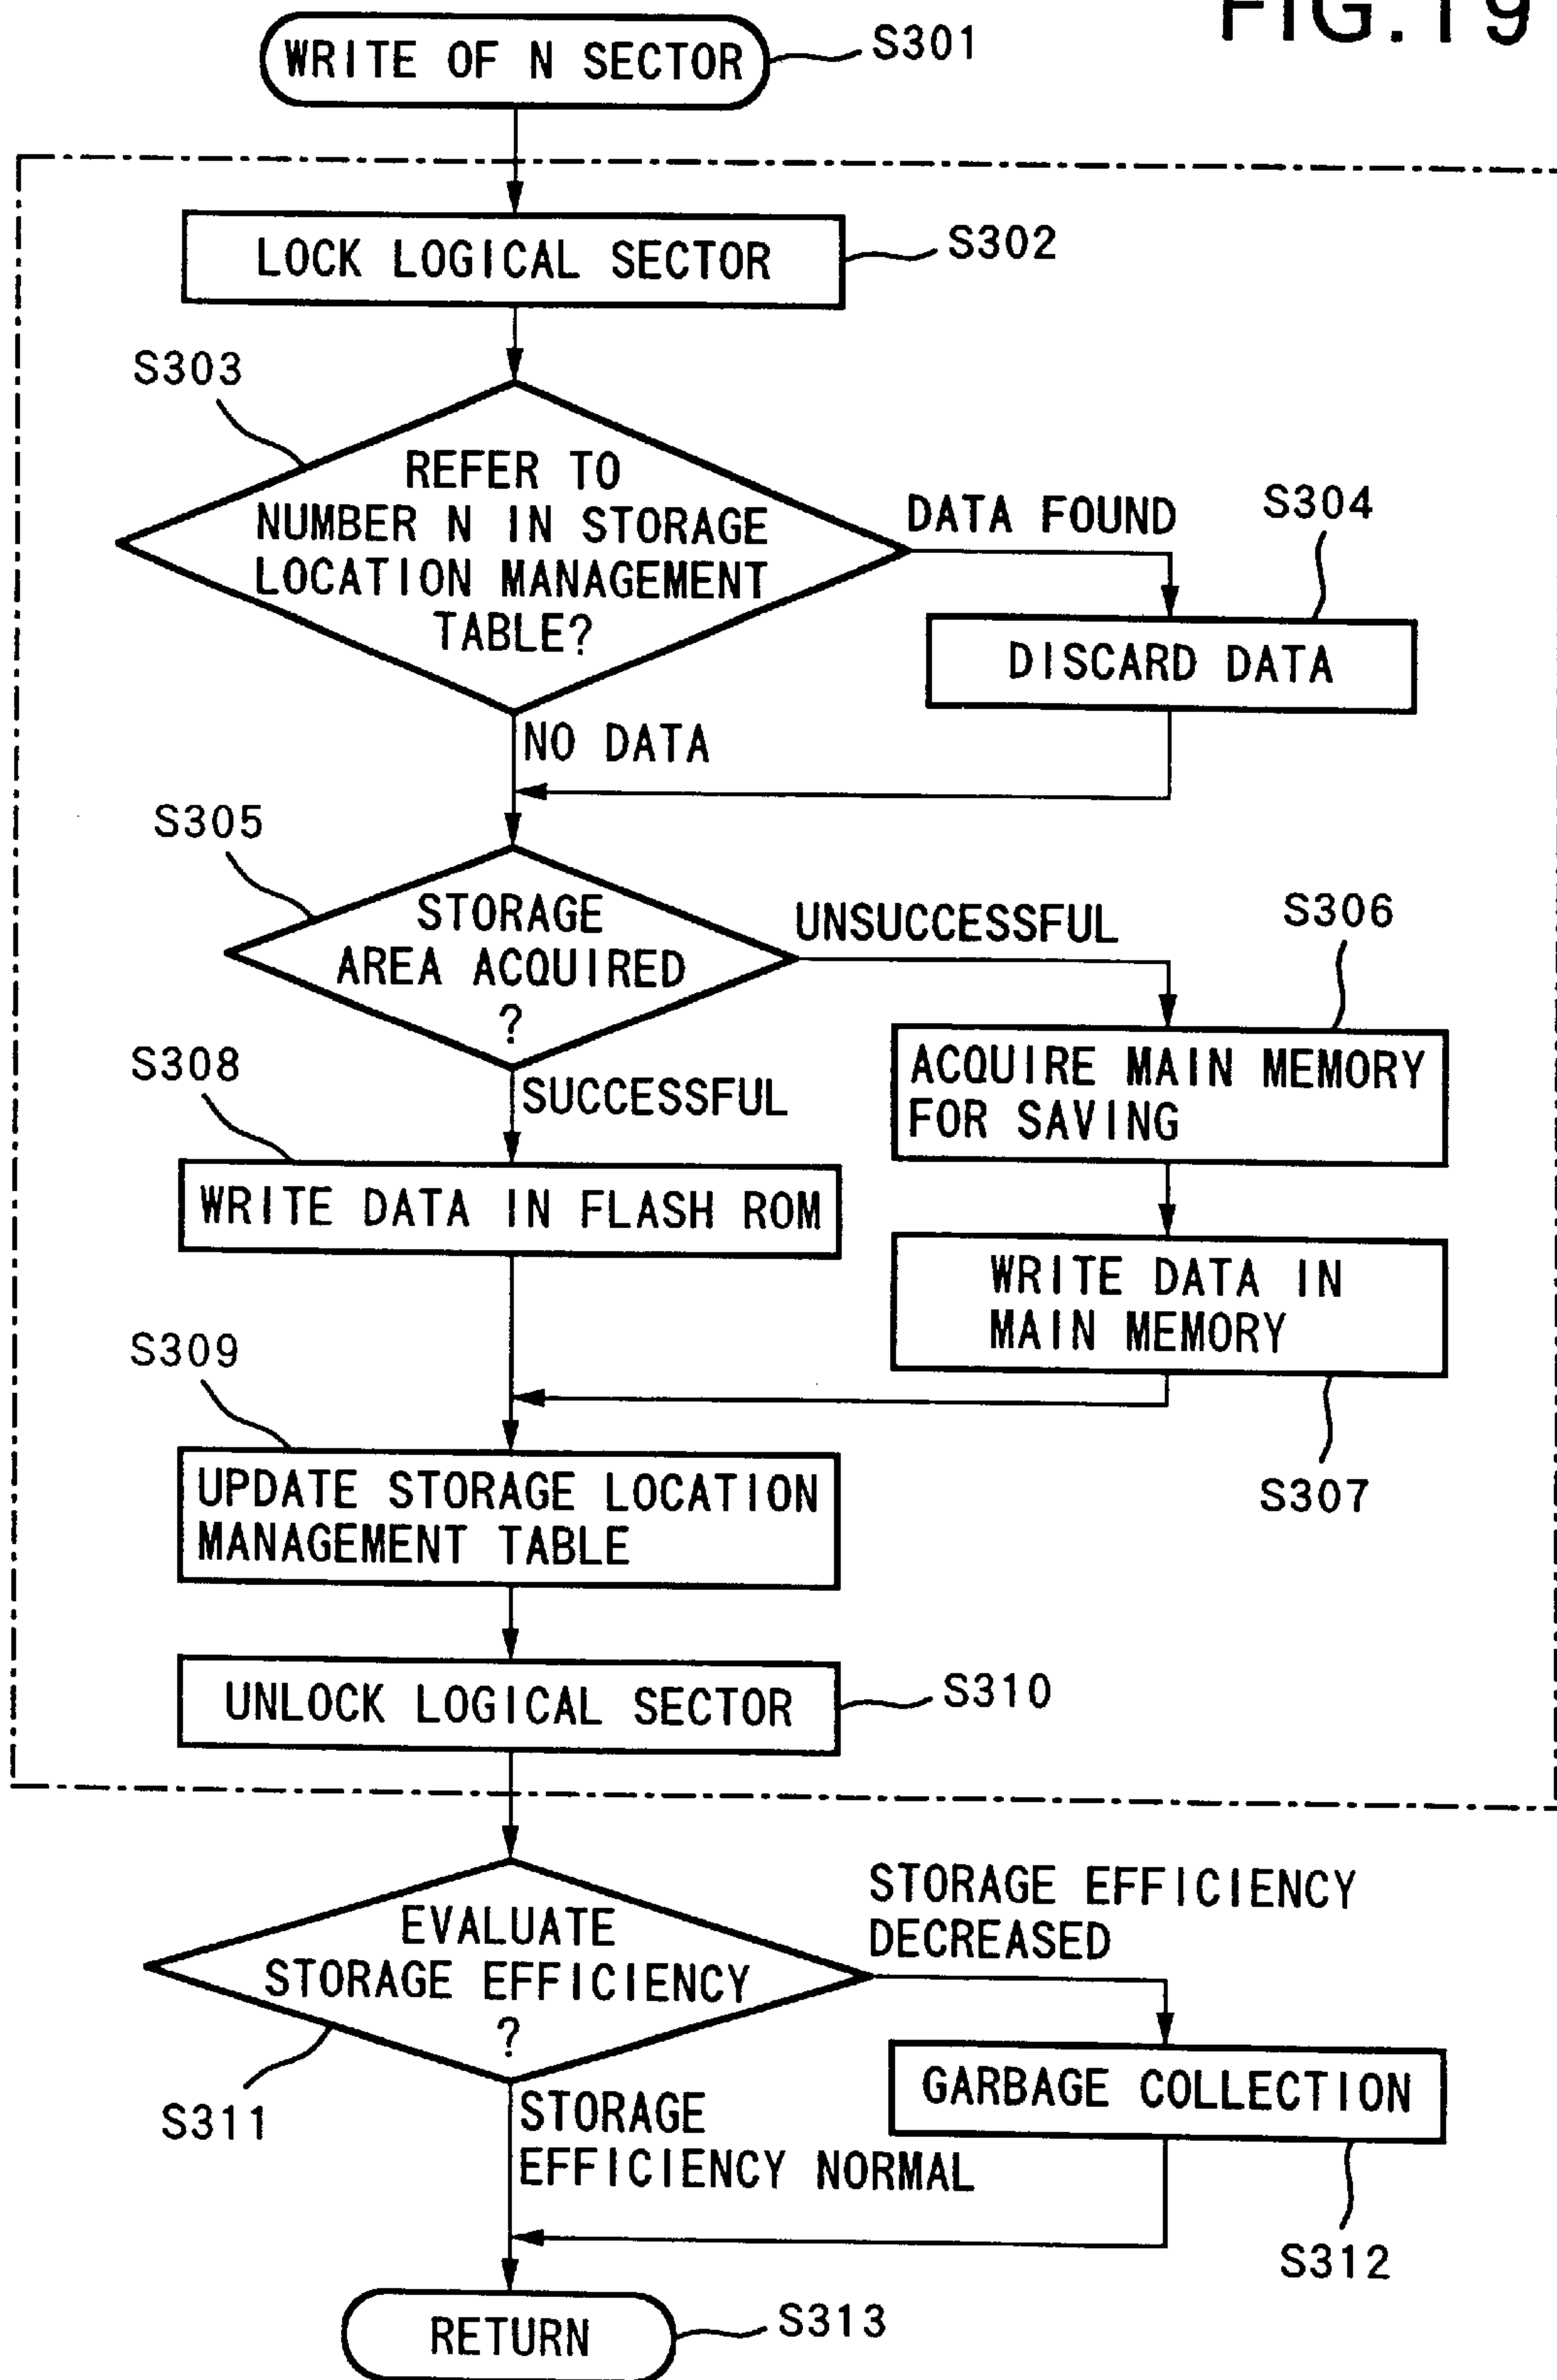 FIG.19
WRITE OF N SECTOR
S301
LOCK LOGICAL SECTOR
S302
S303
REFER TO
NUMBER N IN STORAGE
LOCATION MANAGEMENT
TABLE?
DATA FOUND
S304
DISCARD DATA
NO DATA
S305
STORAGE
AREA ACQUIRED
?
UNSUCCESSFUL
S306
ACQUIRE MAIN MEMORY
FOR SAVING
S308
SUCCESSFUL
WRITE DATA IN FLASH ROM
WRITE DATA IN
MAIN MEMORY
S307
S309
UPDATE STORAGE LOCATION
MANAGEMENT TABLE
UNLOCK LOGICAL SECTOR
S310
EVALUATE
STORAGE EFFICIENCY
?
STORAGE EFFICIENCY
DECREASED
S311
GARBAGE COLLECTION
S312
STORAGE
EFFICIENCY NORMAL
RETURN
S313